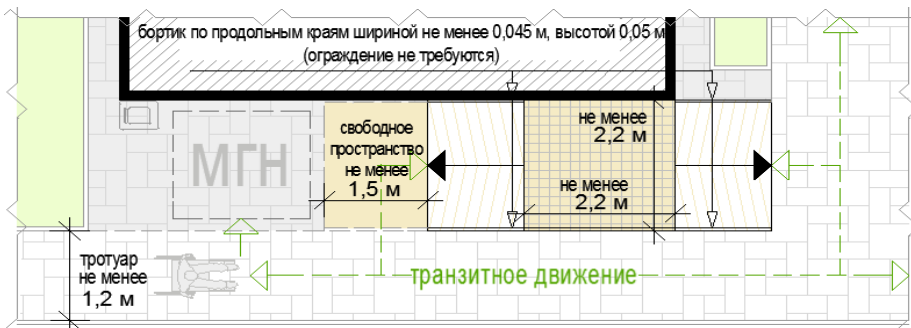 бортик по продольным краям шириной не менее 0,045 м, высотой 0,05 м
(ограждение не требуются)
МГН
свободное
пространство
не менее
1,5 м
не менее
2,2 м
не менее
2,2 м
тротуар
не менее
1,2 м
транзитное движение